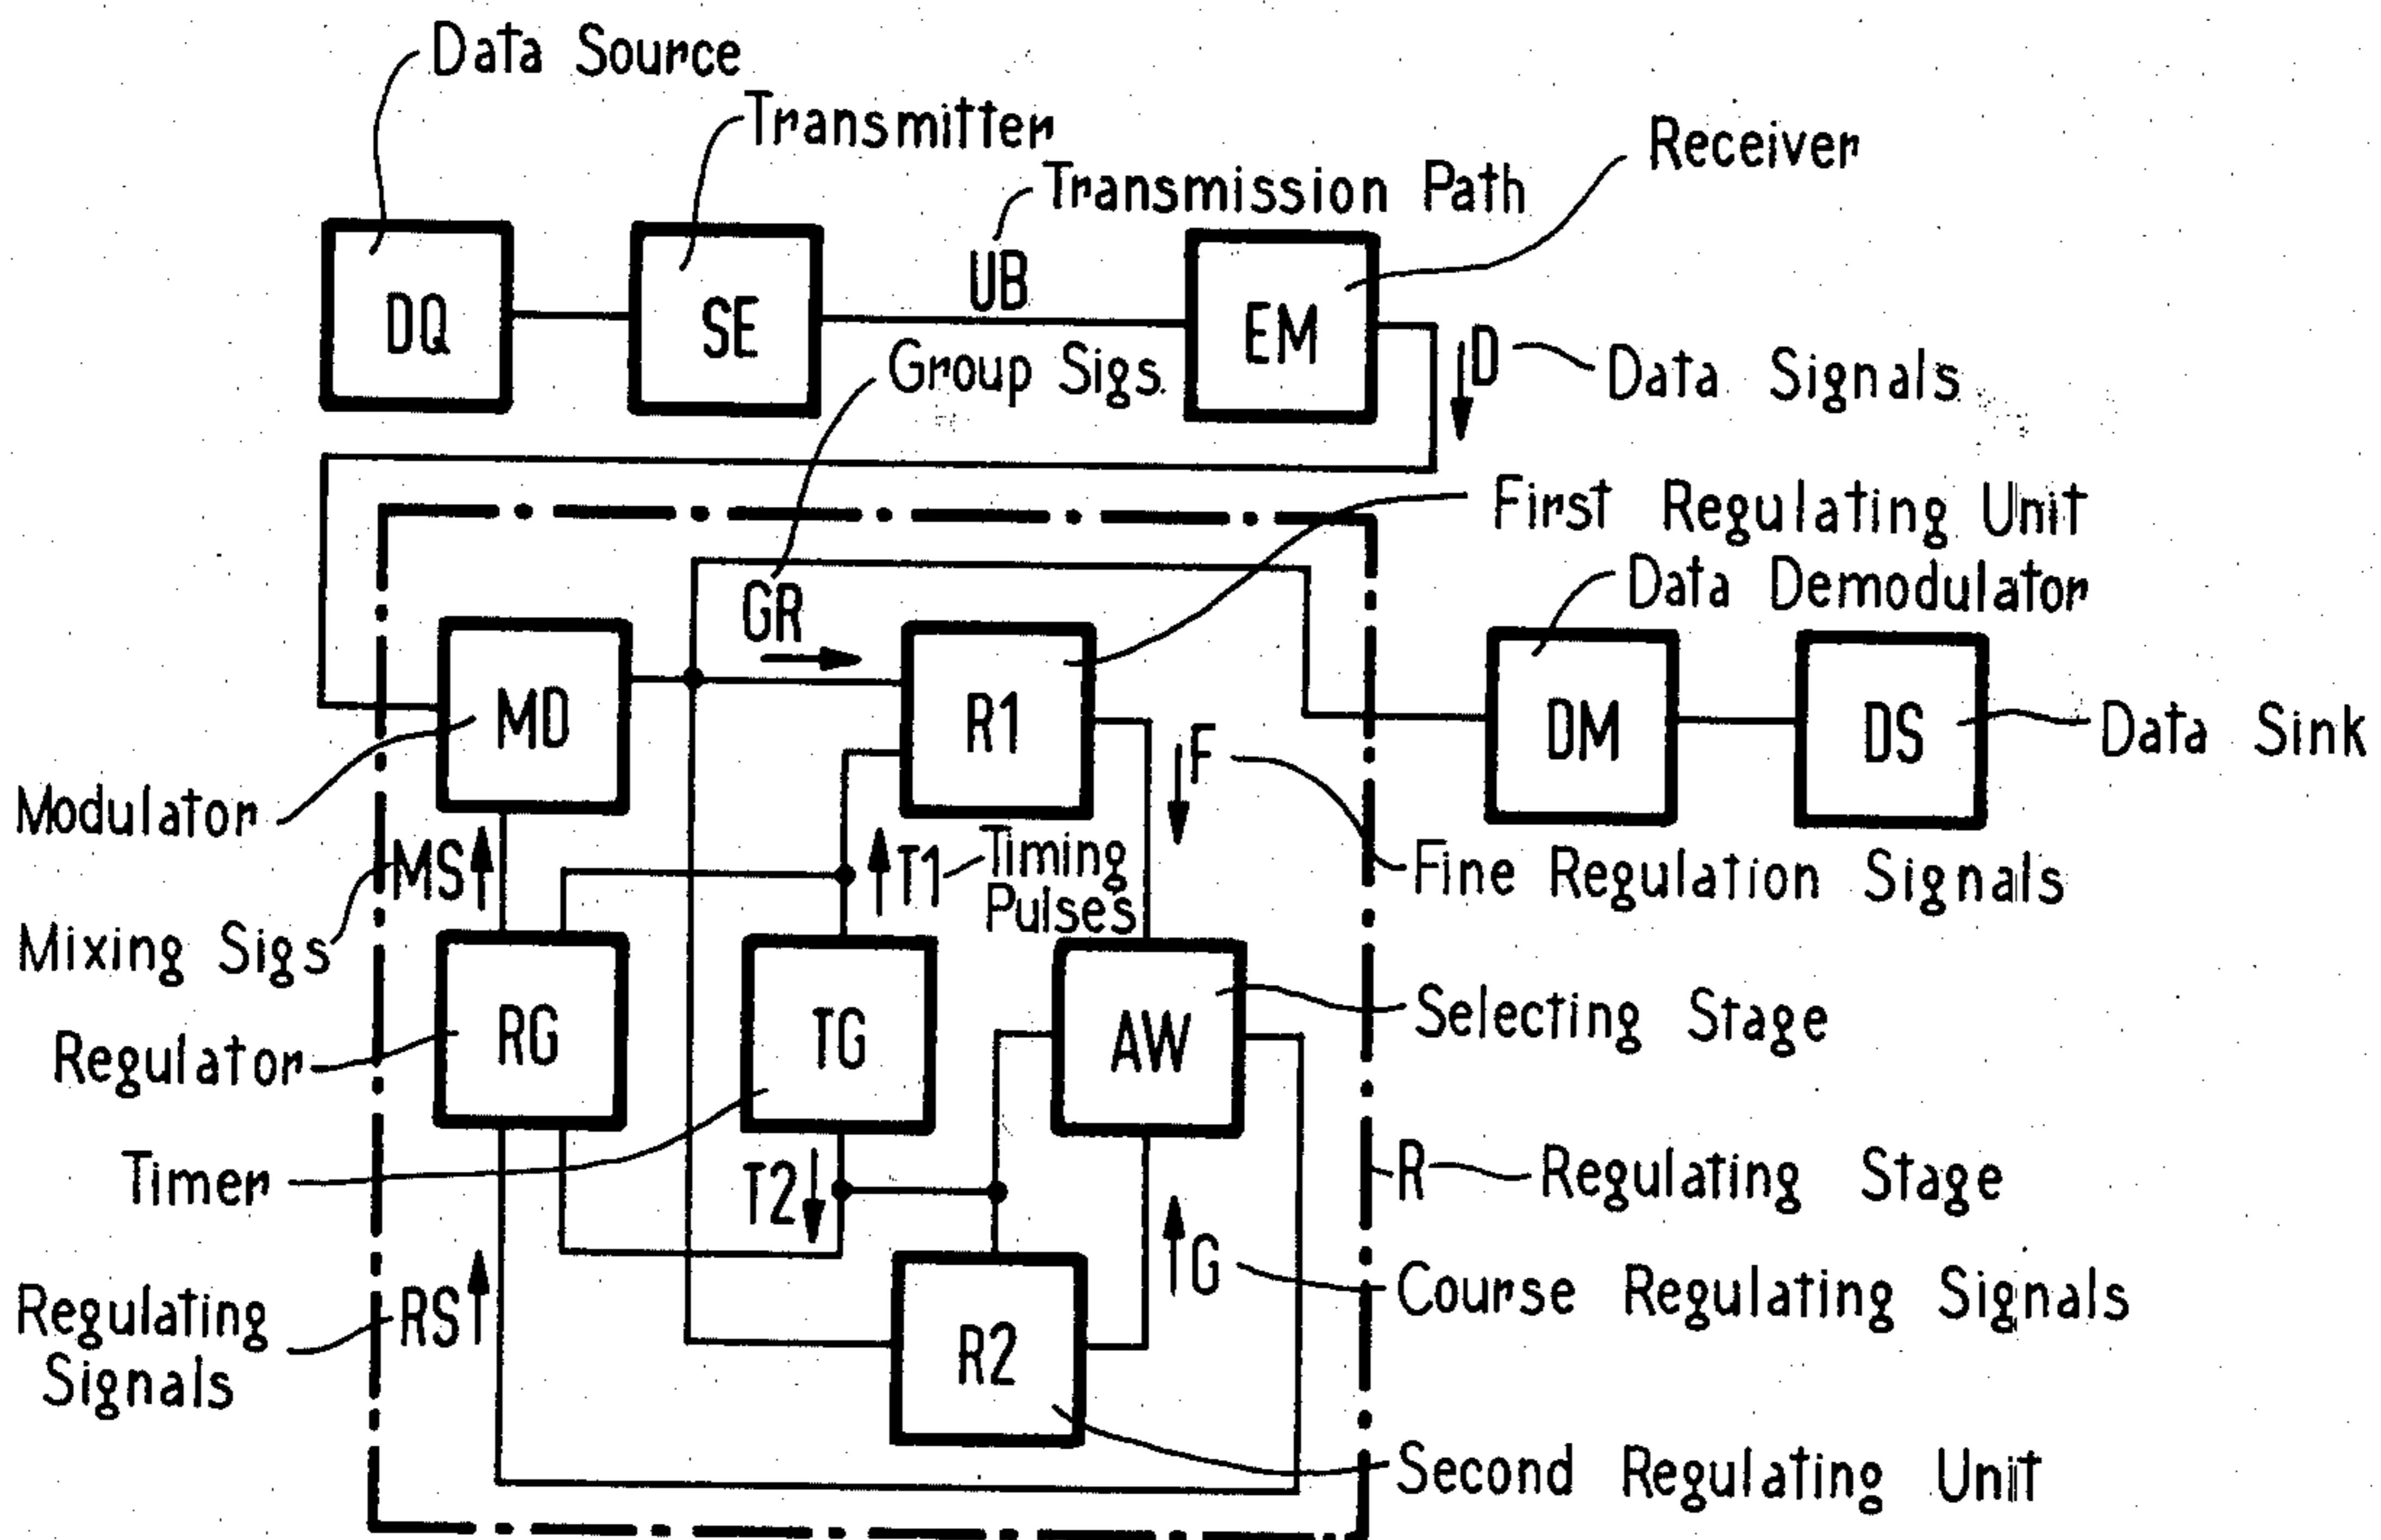 Data Source
Transmitter
Transmission Path
Receiver
DQ
SE
UB
EM
Group Sigs
D
Data Signals
First Regulating Unit
Data Demodulator
GR
MD
R1
DM
DS
Data Sink
F
Modulator
MS
T1
Timing
Pulses
Fine Regulation Signals
Mixing Sigs
RG
TG
AW
Selecting Stage
Regulator
Timer
T2
R
Regulating Stage
G
Course Regulating Signals
Regulating
Signals
RS
R2
Second Regulating Unit